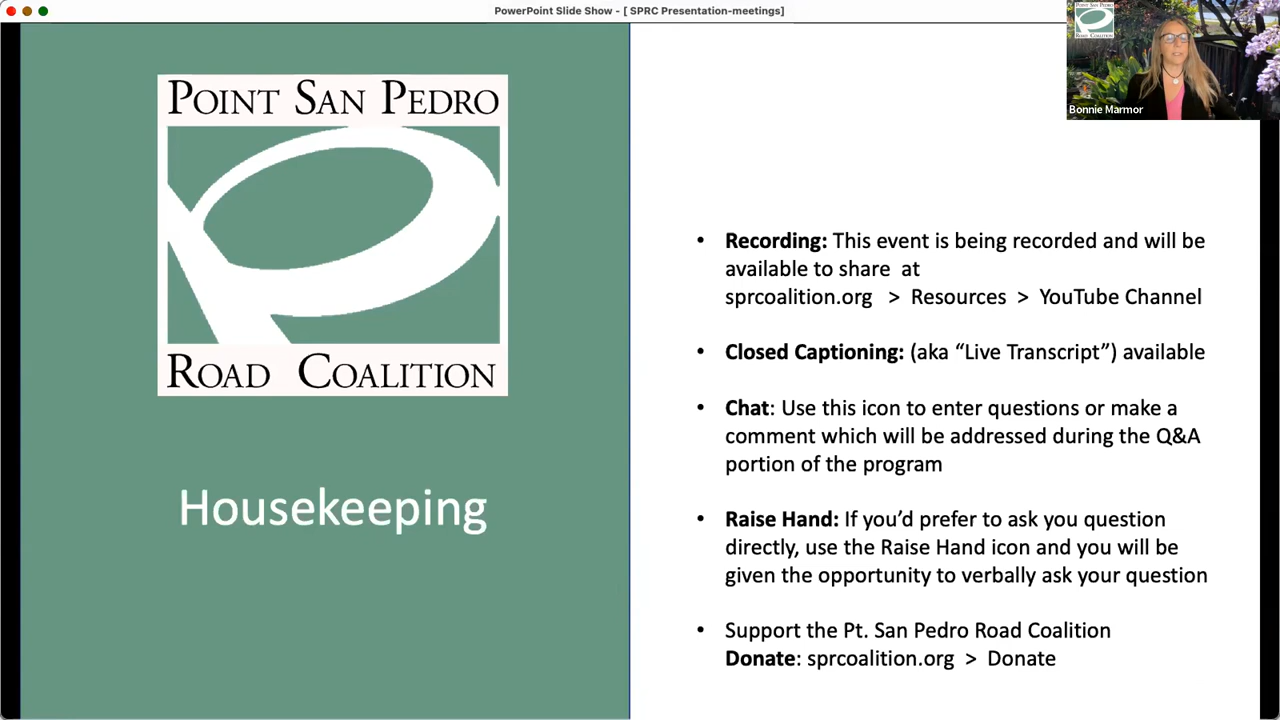 PowerPoint Slide Show - [ SPRC Presentation-meetings]
POINT SAN PEDRO
ROAD COALITION
Bonnie Marmor
POINT SAN PEDRO
ROAD COALITION
Housekeeping
• Recording: This event is being recorded and will be
available to share at
sprcoalition.org > Resources > YouTube Channel
• Closed Captioning: (aka “Live Transcript”) available
• Chat: Use this icon to enter questions or make a
comment which will be addressed during the Q&A
portion of the program
• Raise Hand: If you’d prefer to ask you question
directly, use the Raise Hand icon and you will be
given the opportunity to verbally ask your question
• Support the Pt. San Pedro Road Coalition
Donate: sprcoalition.org > Donate